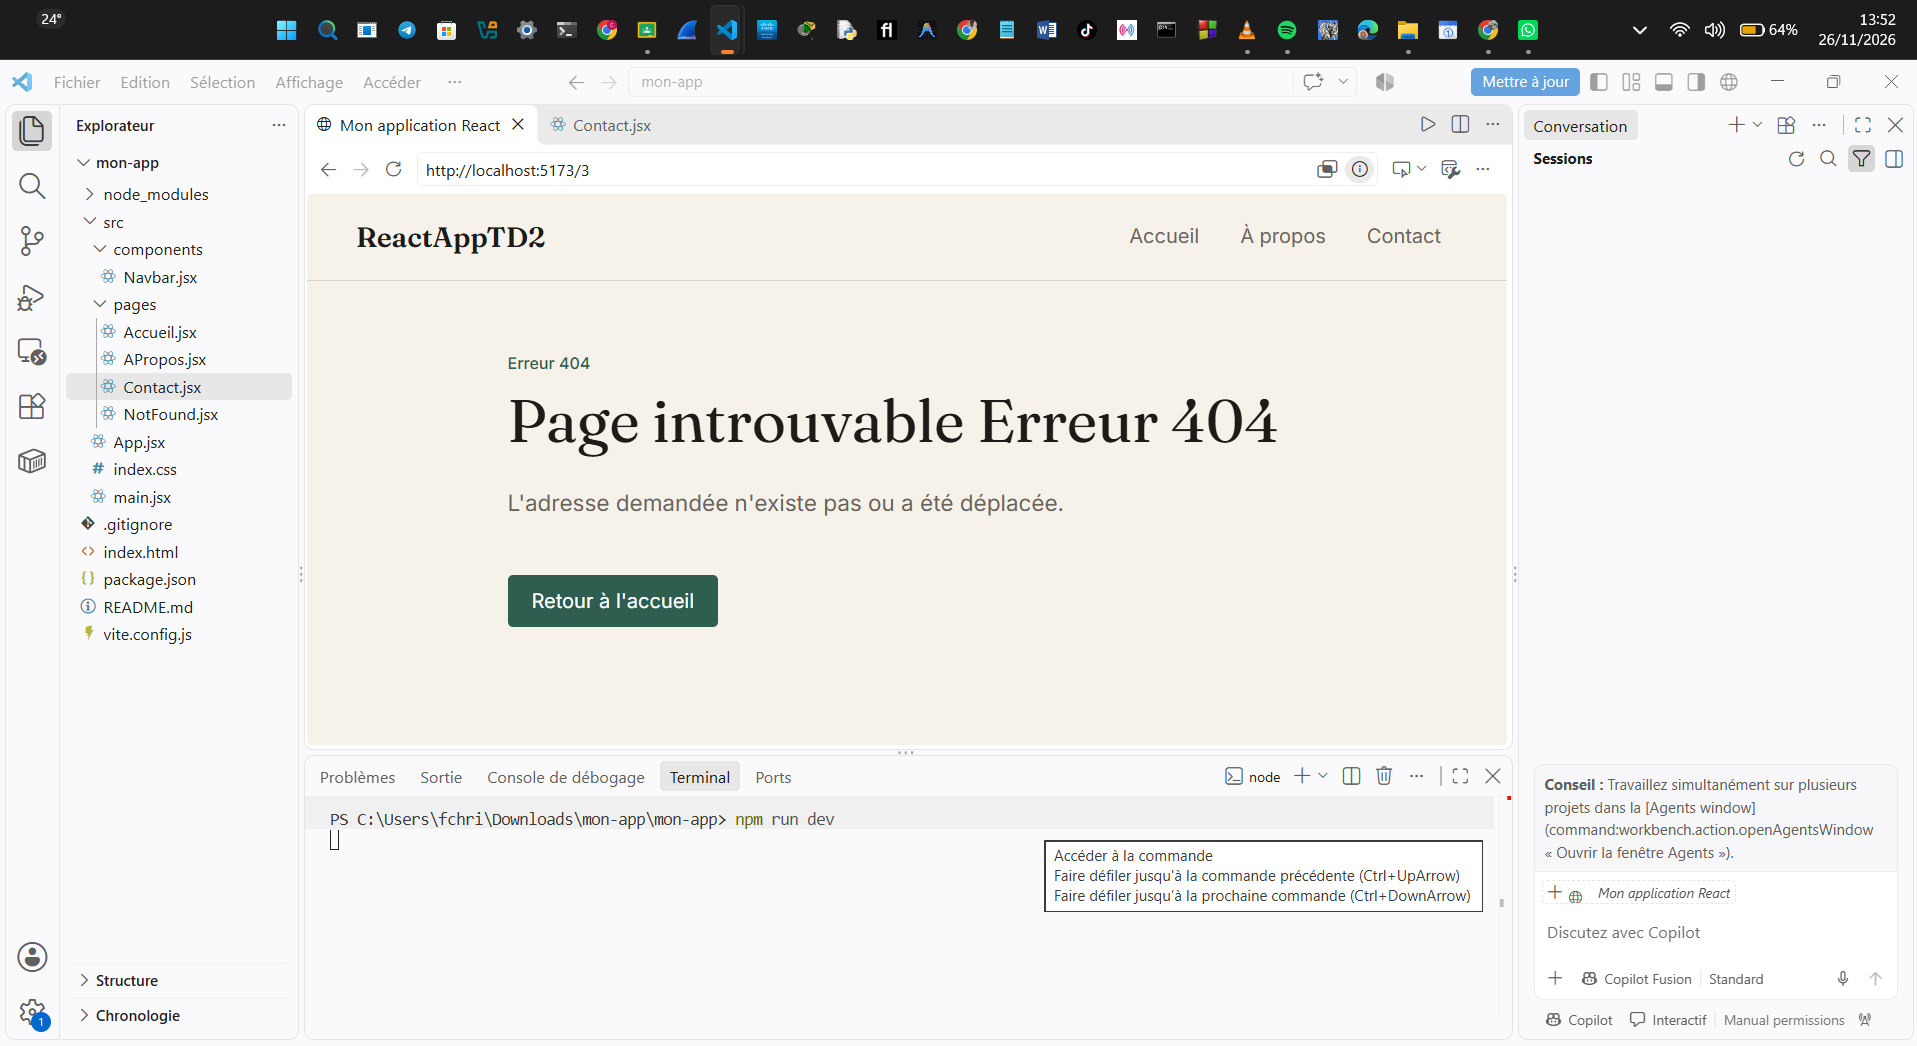 24°
64%
13:52
26/11/2026
Fichier Edition Sélection Affichage Accéder ···
mon-app
Mettre à jour
Explorateur
mon-app
node_modules
src
components
Navbar.jsx
pages
Accueil.jsx
APropos.jsx
Contact.jsx
NotFound.jsx
App.jsx
# index.css
main.jsx
.gitignore
<> index.html
{} package.json
README.md
vite.config.js
Structure
Chronologie
1
Mon application React
Contact.jsx
http://localhost:5173/3
ReactAppTD2
Accueil À propos Contact
Erreur 404
Page introuvable Erreur 404
L'adresse demandée n'existe pas ou a été déplacée.
Retour à l'accueil
Problèmes Sortie Console de débogage Terminal Ports
node
PS C:\Users\fchri\Downloads\mon-app\mon-app> npm run dev
Accéder à la commande
Faire défiler jusqu'à la commande précédente (Ctrl+UpArrow)
Faire défiler jusqu'à la prochaine commande (Ctrl+DownArrow)
Conversation
Sessions
Conseil : Travaillez simultanément sur plusieurs
projets dans la [Agents window]
(command:workbench.action.openAgentsWindow
« Ouvrir la fenêtre Agents »).
Mon application React
Discutez avec Copilot
Copilot Fusion Standard
Copilot Interactif Manual permissions